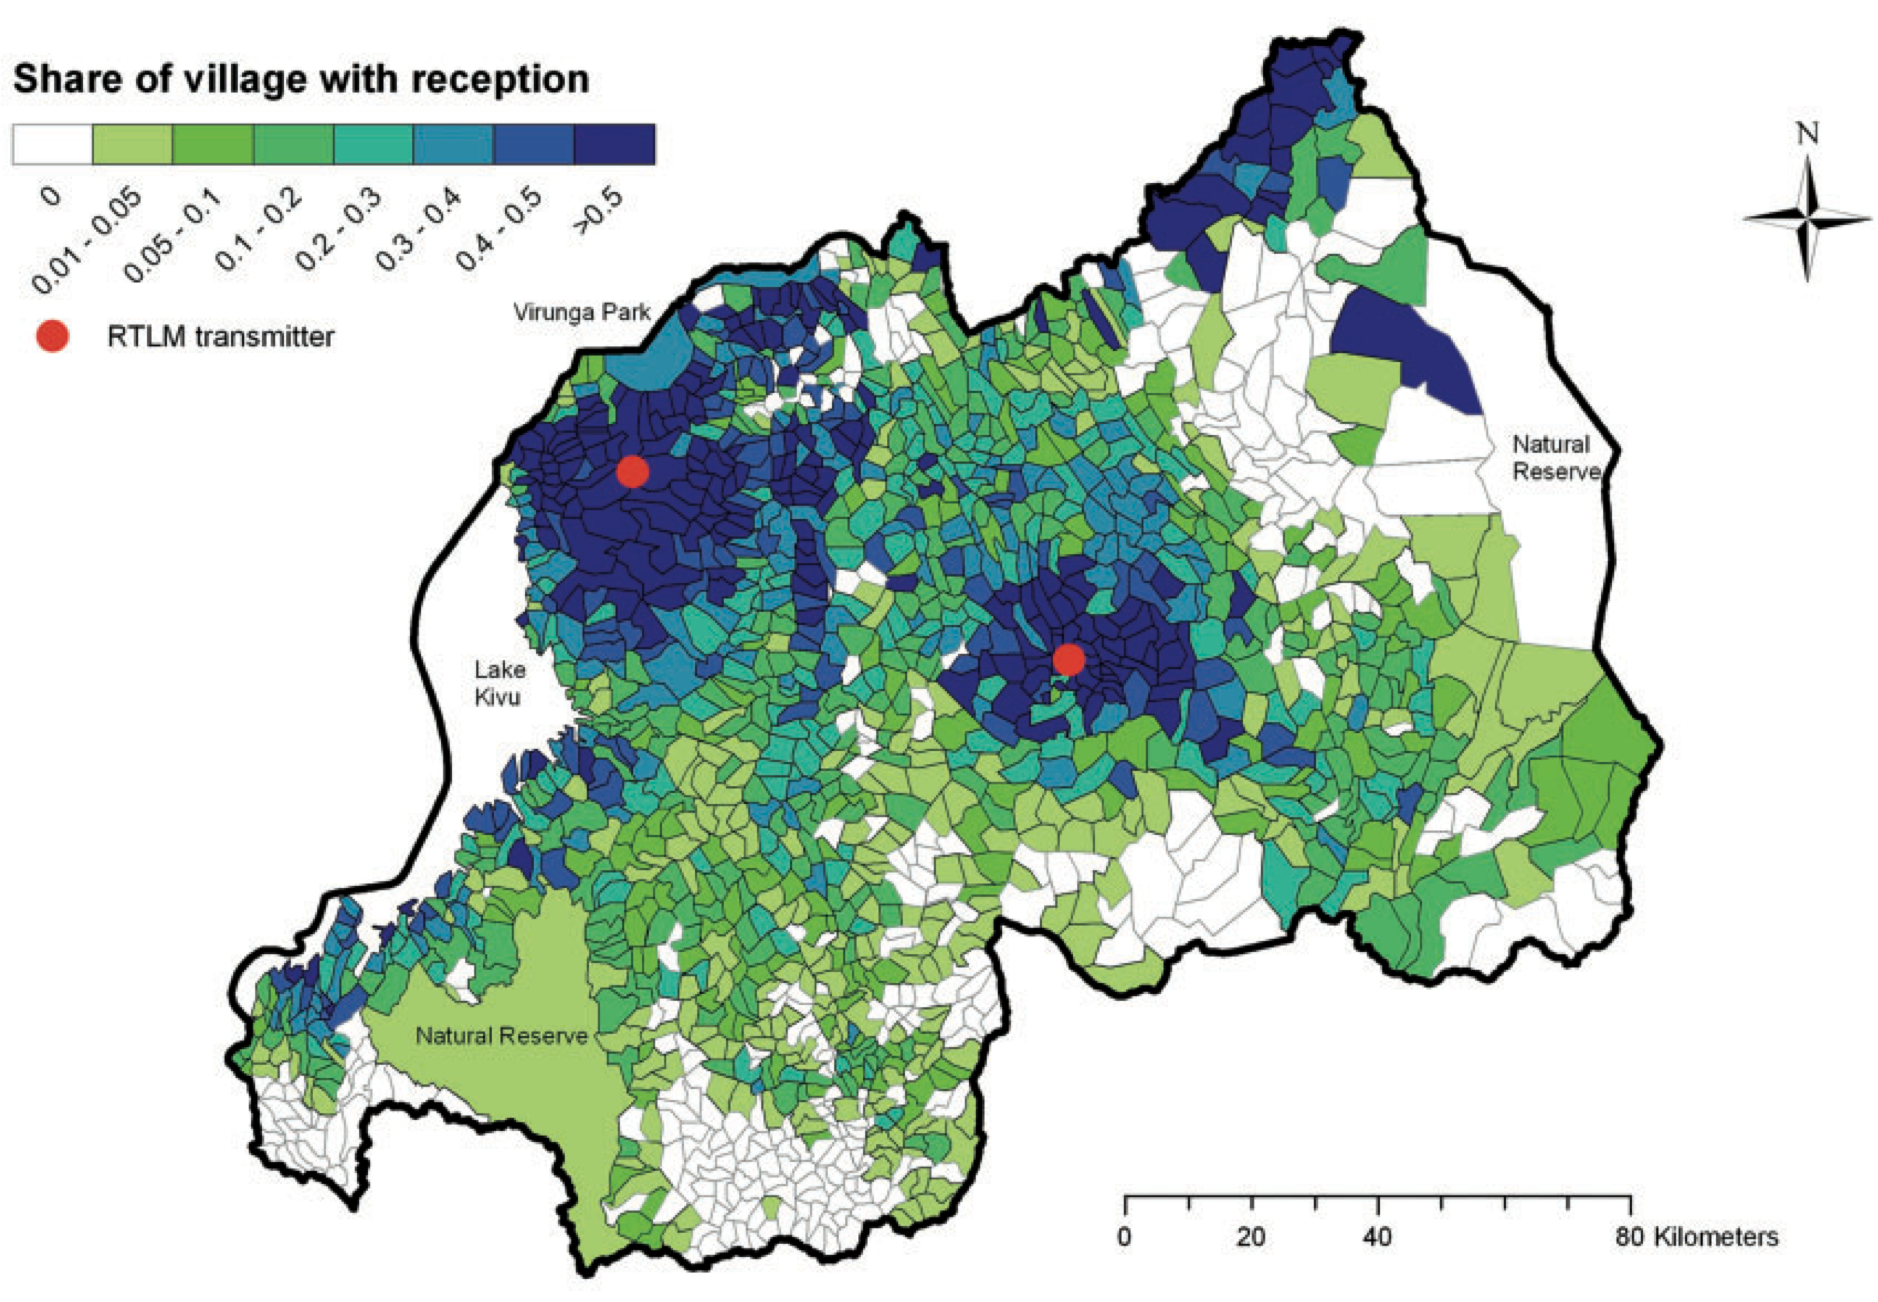 Share of village with reception
0
0.01 - 0.05
0.05 - 0.1
0.1 - 0.2
0.2 - 0.3
0.3 - 0.4
0.4 - 0.5
>0.5
RTLM transmitter
N
Virunga Park
Natural
Reserve
Lake
Kivu
Natural Reserve
0 20 40 80 Kilometers